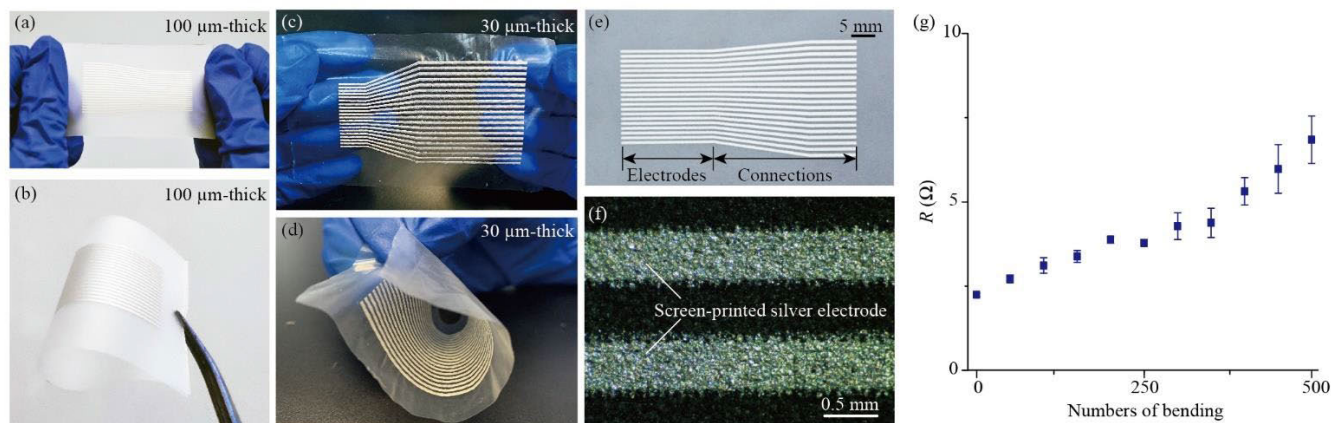 (a)
100 µm-thick
(b)
100 µm-thick
(c)
30 µm-thick
(d)
30 µm-thick
(e)
5 mm
Electrodes
Connections
(f)
Screen-printed silver electrode
0.5 mm
(g)
10
5
0
R (Ω)
0
250
500
Numbers of bending